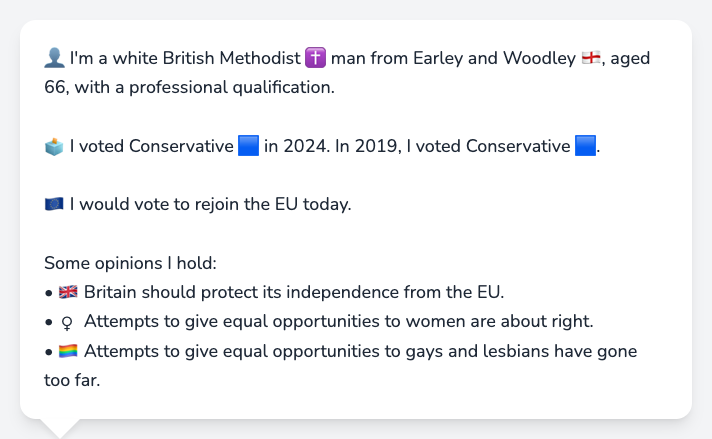 👤 I'm a white British Methodist ✝️ man from Earley and Woodley 🏴󠁧󠁢󠁥󠁮󠁧󠁿, aged
66, with a professional qualification.
🗳️ I voted Conservative 🟦 in 2024. In 2019, I voted Conservative 🟦.
🇪🇺 I would vote to rejoin the EU today.
Some opinions I hold:
• 🇬🇧 Britain should protect its independence from the EU.
• ♀ Attempts to give equal opportunities to women are about right.
• 🏳️‍🌈 Attempts to give equal opportunities to gays and lesbians have gone
too far.